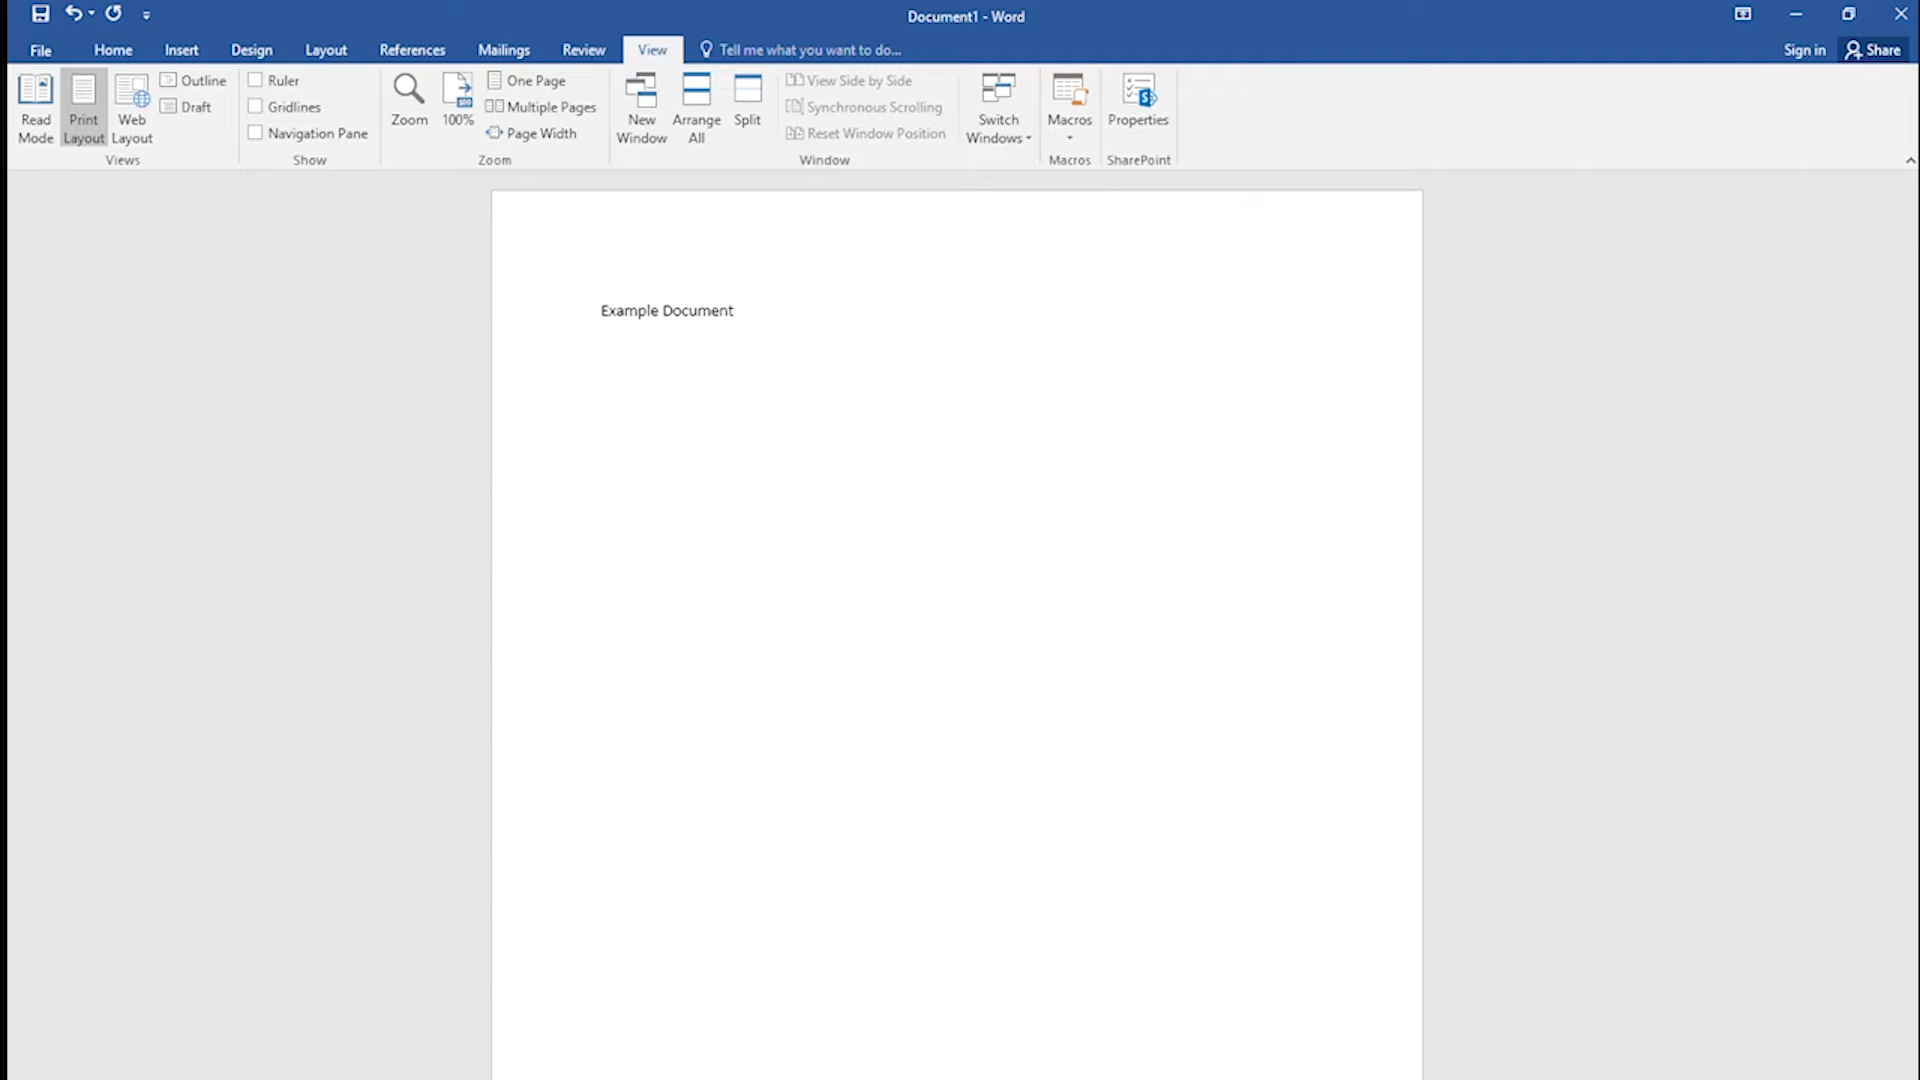 Document1 - Word
File Home Insert Design Layout References Mailings Review View Tell me what you want to do... Sign in Share
Read Mode
Print Layout
Web Layout
Outline
Draft
Views
Ruler
Gridlines
Navigation Pane
Show
Zoom
100%
One Page
Multiple Pages
Page Width
Zoom
New Window
Arrange All
Split
View Side by Side
Synchronous Scrolling
Reset Window Position
Window
Switch Windows
Macros
Macros
Properties
SharePoint
Example Document